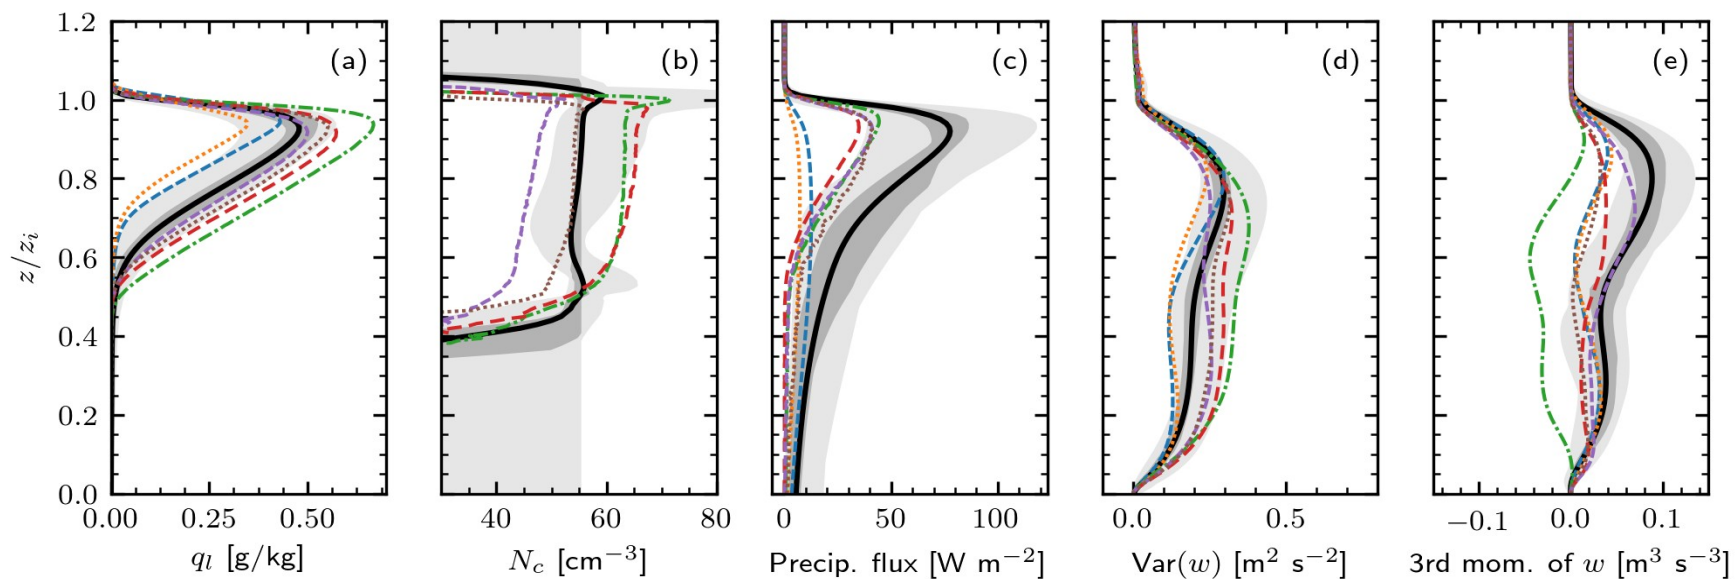 1.2
1.0
0.8
0.6
0.4
0.2
0.0
z/z_i
(a)
(b)
(c)
(d)
(e)
0.00 0.25 0.50
40 60 80
0 50 100
0.0 0.5
−0.1 0.0 0.1
q_l [g/kg]
N_c [cm⁻³]
Precip. flux [W m⁻²]
Var(w) [m² s⁻²]
3rd mom. of w [m³ s⁻³]